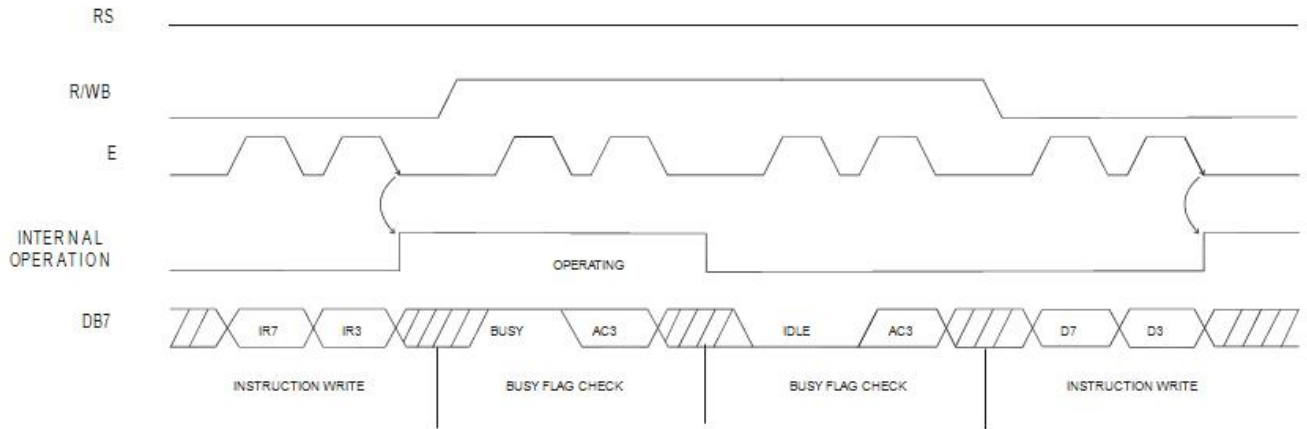 RS
R/WB
E
INTERNAL
OPERATION
OPERATING
DB7
IR7 IR3 BUSY AC3 IDLE AC3 D7 D3
INSTRUCTION WRITE BUSY FLAG CHECK BUSY FLAG CHECK INSTRUCTION WRITE